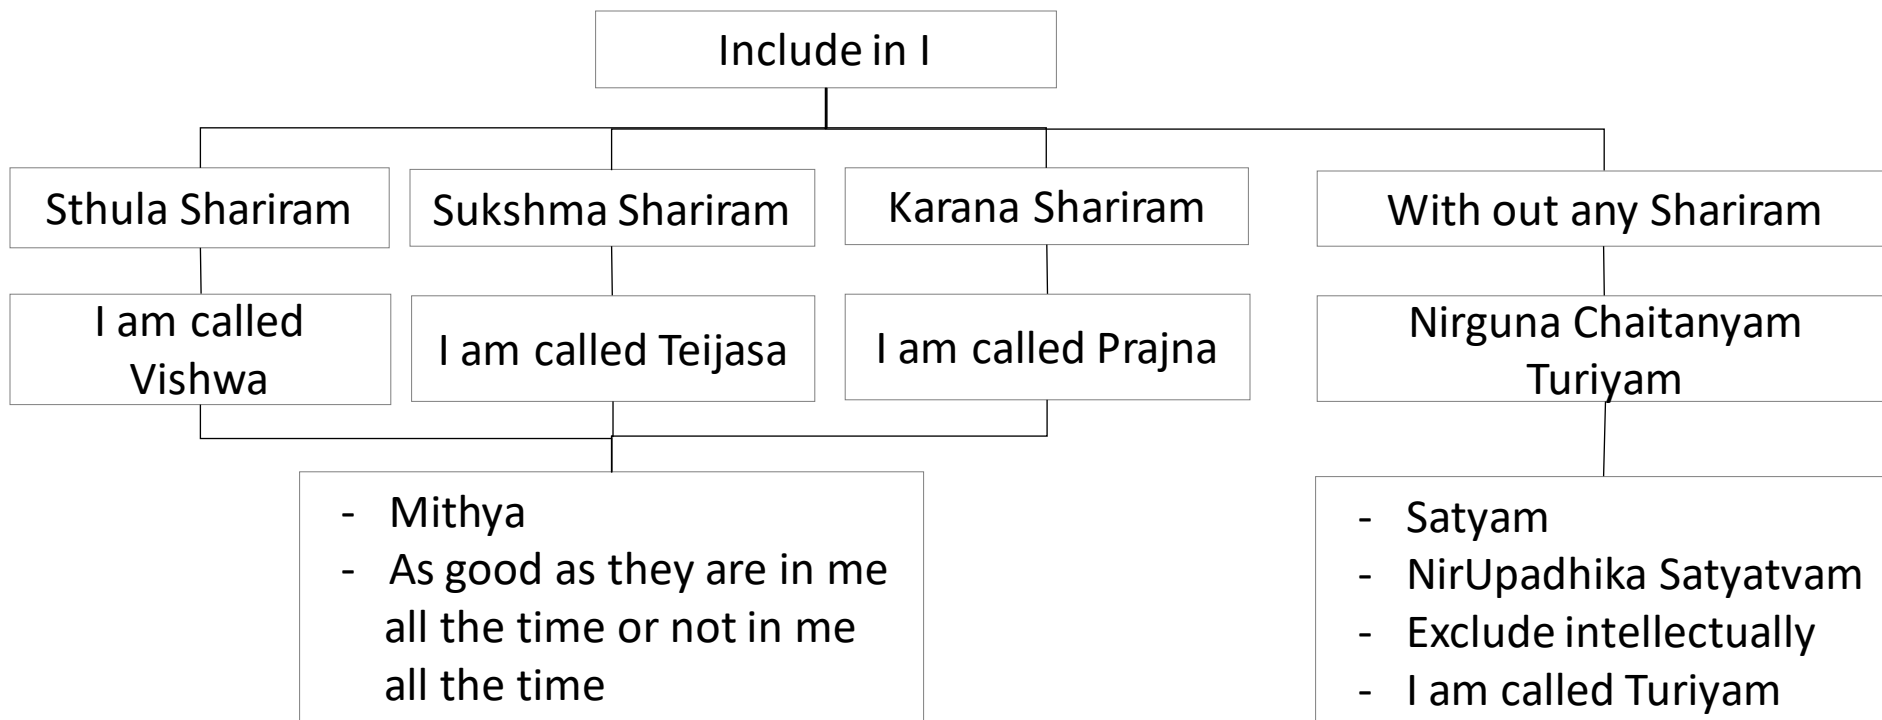 Include in I
Sthula Shariram
Sukshma Shariram
Karana Shariram
With out any Shariram
I am called
Vishwa
I am called Teijasa
I am called Prajna
Nirguna Chaitanyam
Turiyam
- Mithya
- As good as they are in me
all the time or not in me
all the time
- Satyam
- NirUpadhika Satyatvam
- Exclude intellectually
- I am called Turiyam